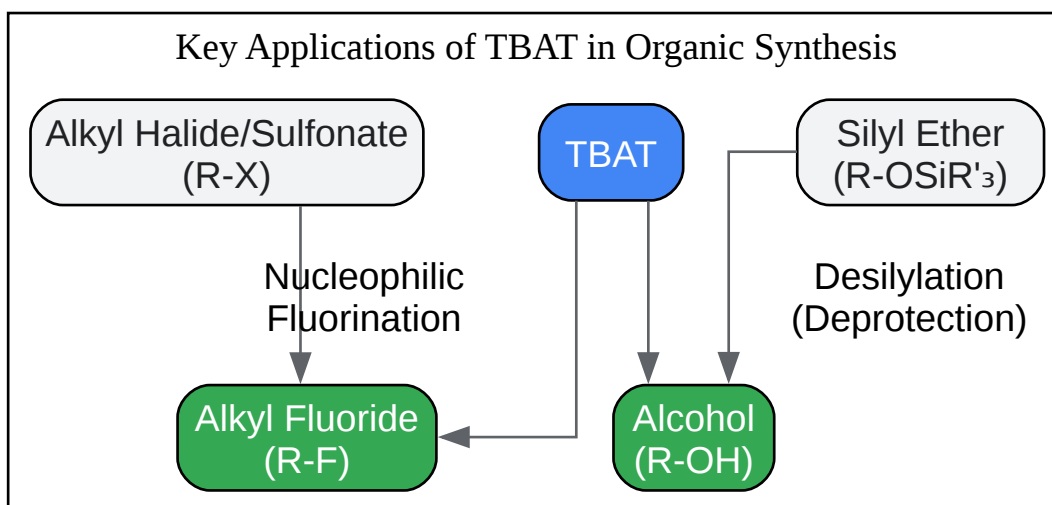 Key Applications of TBAT in Organic Synthesis
Alkyl Halide/Sulfonate
(R-X)
TBAT
Silyl Ether
(R-OSiR'₃)
Nucleophilic
Fluorination
Desilylation
(Deprotection)
Alkyl Fluoride
(R-F)
Alcohol
(R-OH)